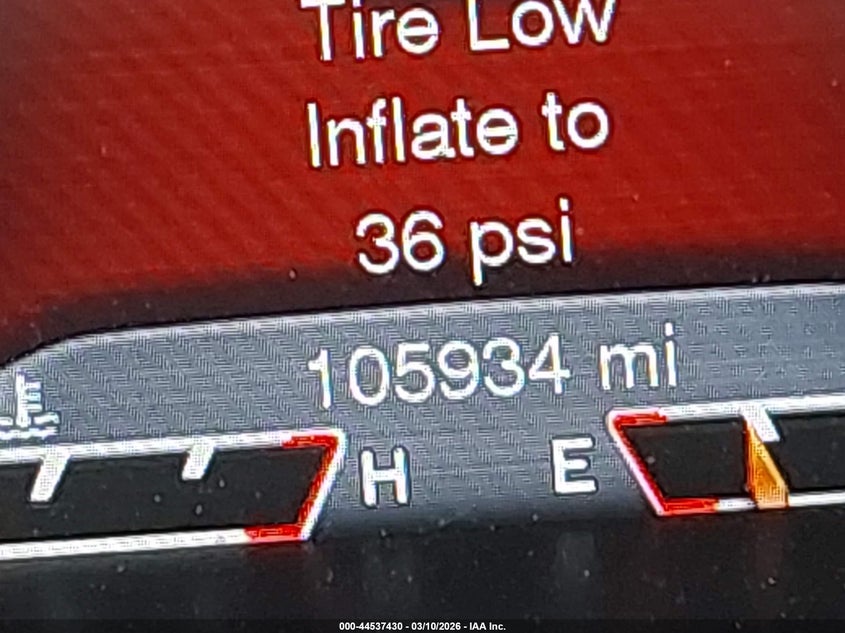 Tire Low
Inflate to
36 psi
105934 mi
H E
000-44537430 - 03/10/2026 - IAA Inc.